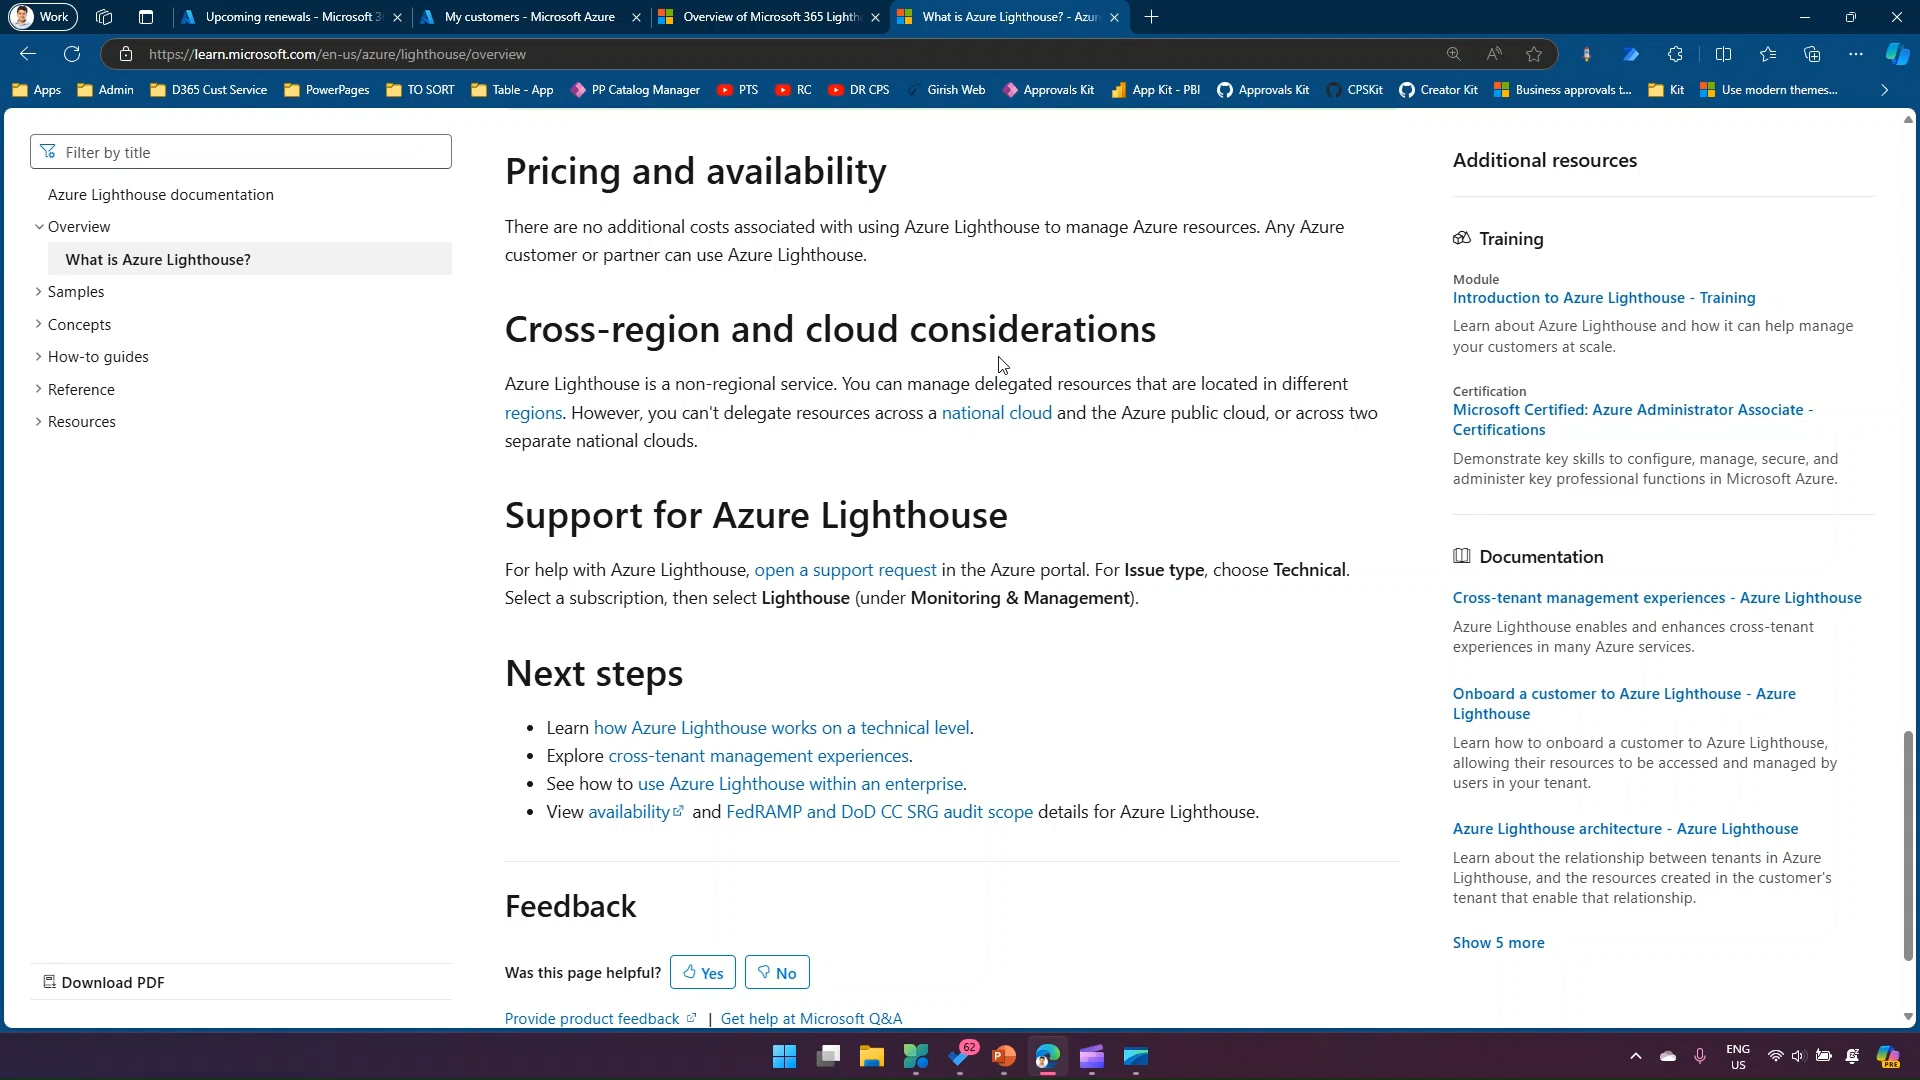 Work
Upcoming renewals - Microsoft 3
My customers - Microsoft Azure
Overview of Microsoft 365 Lighth
What is Azure Lighthouse? - Azur
https://learn.microsoft.com/en-us/azure/lighthouse/overview
Apps
Admin
D365 Cust Service
PowerPages
TO SORT
Table - App
PP Catalog Manager
PTS
RC
DR CPS
Girish Web
Approvals Kit
App Kit - PBI
Approvals Kit
CPSKit
Creator Kit
Business approvals t...
Kit
Use modern themes...
Filter by title
Azure Lighthouse documentation
Overview
What is Azure Lighthouse?
Samples
Concepts
How-to guides
Reference
Resources
Download PDF
Pricing and availability
There are no additional costs associated with using Azure Lighthouse to manage Azure resources. Any Azure
customer or partner can use Azure Lighthouse.
Cross-region and cloud considerations
Azure Lighthouse is a non-regional service. You can manage delegated resources that are located in different
regions. However, you can't delegate resources across a national cloud and the Azure public cloud, or across two
separate national clouds.
Support for Azure Lighthouse
For help with Azure Lighthouse, open a support request in the Azure portal. For Issue type, choose Technical.
Select a subscription, then select Lighthouse (under Monitoring & Management).
Next steps
• Learn how Azure Lighthouse works on a technical level.
• Explore cross-tenant management experiences.
• See how to use Azure Lighthouse within an enterprise.
• View availability and FedRAMP and DoD CC SRG audit scope details for Azure Lighthouse.
Feedback
Was this page helpful?
Yes
No
Provide product feedback | Get help at Microsoft Q&A
Additional resources
Training
Module
Introduction to Azure Lighthouse - Training
Learn about Azure Lighthouse and how it can help manage
your customers at scale.
Certification
Microsoft Certified: Azure Administrator Associate -
Certifications
Demonstrate key skills to configure, manage, secure, and
administer key professional functions in Microsoft Azure.
Documentation
Cross-tenant management experiences - Azure Lighthouse
Azure Lighthouse enables and enhances cross-tenant
experiences in many Azure services.
Onboard a customer to Azure Lighthouse - Azure
Lighthouse
Learn how to onboard a customer to Azure Lighthouse,
allowing their resources to be accessed and managed by
users in your tenant.
Azure Lighthouse architecture - Azure Lighthouse
Learn about the relationship between tenants in Azure
Lighthouse, and the resources created in the customer's
tenant that enable that relationship.
Show 5 more
62
ENG
US
PRE